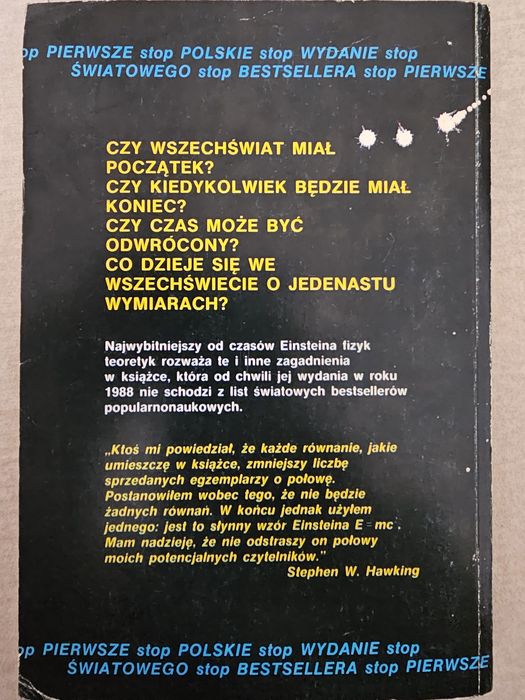 op PIERWSZE stop POLSKIE stop WYDANIE stop
ŚWIATOWEGO stop BESTSELLERA stop PIERWSZE
CZY WSZECHŚWIAT MIAŁ
POCZĄTEK?
CZY KIEDYKOLWIEK BĘDZIE MIAŁ
KONIEC?
CZY CZAS MOŻE BYĆ
ODWRÓCONY?
CO DZIEJE SIĘ WE
WSZECHŚWIECIE O JEDENASTU
WYMIARACH?
Najwybitniejszy od czasów Einsteina fizyk
teoretyk rozważa te i inne zagadnienia
w książce, która od chwili jej wydania w roku
1988 nie schodzi z list światowych bestsellerów
popularnonaukowych.
„Ktoś mi powiedział, że każde równanie, jakie
umieszczę w książce, zmniejszy liczbę
sprzedanych egzemplarzy o połowę.
Postanowiłem wobec tego, że nie będzie
żadnych równań. W końcu jednak użyłem
jednego: jest to słynny wzór Einsteina E=mc².
Mam nadzieję, że nie odstraszy on połowy
moich potencjalnych czytelników."
Stephen W. Hawking
op PIERWSZE stop POLSKIE stop WYDANIE stop
ŚWIATOWEGO stop BESTSELLERA stop PIERWSZE